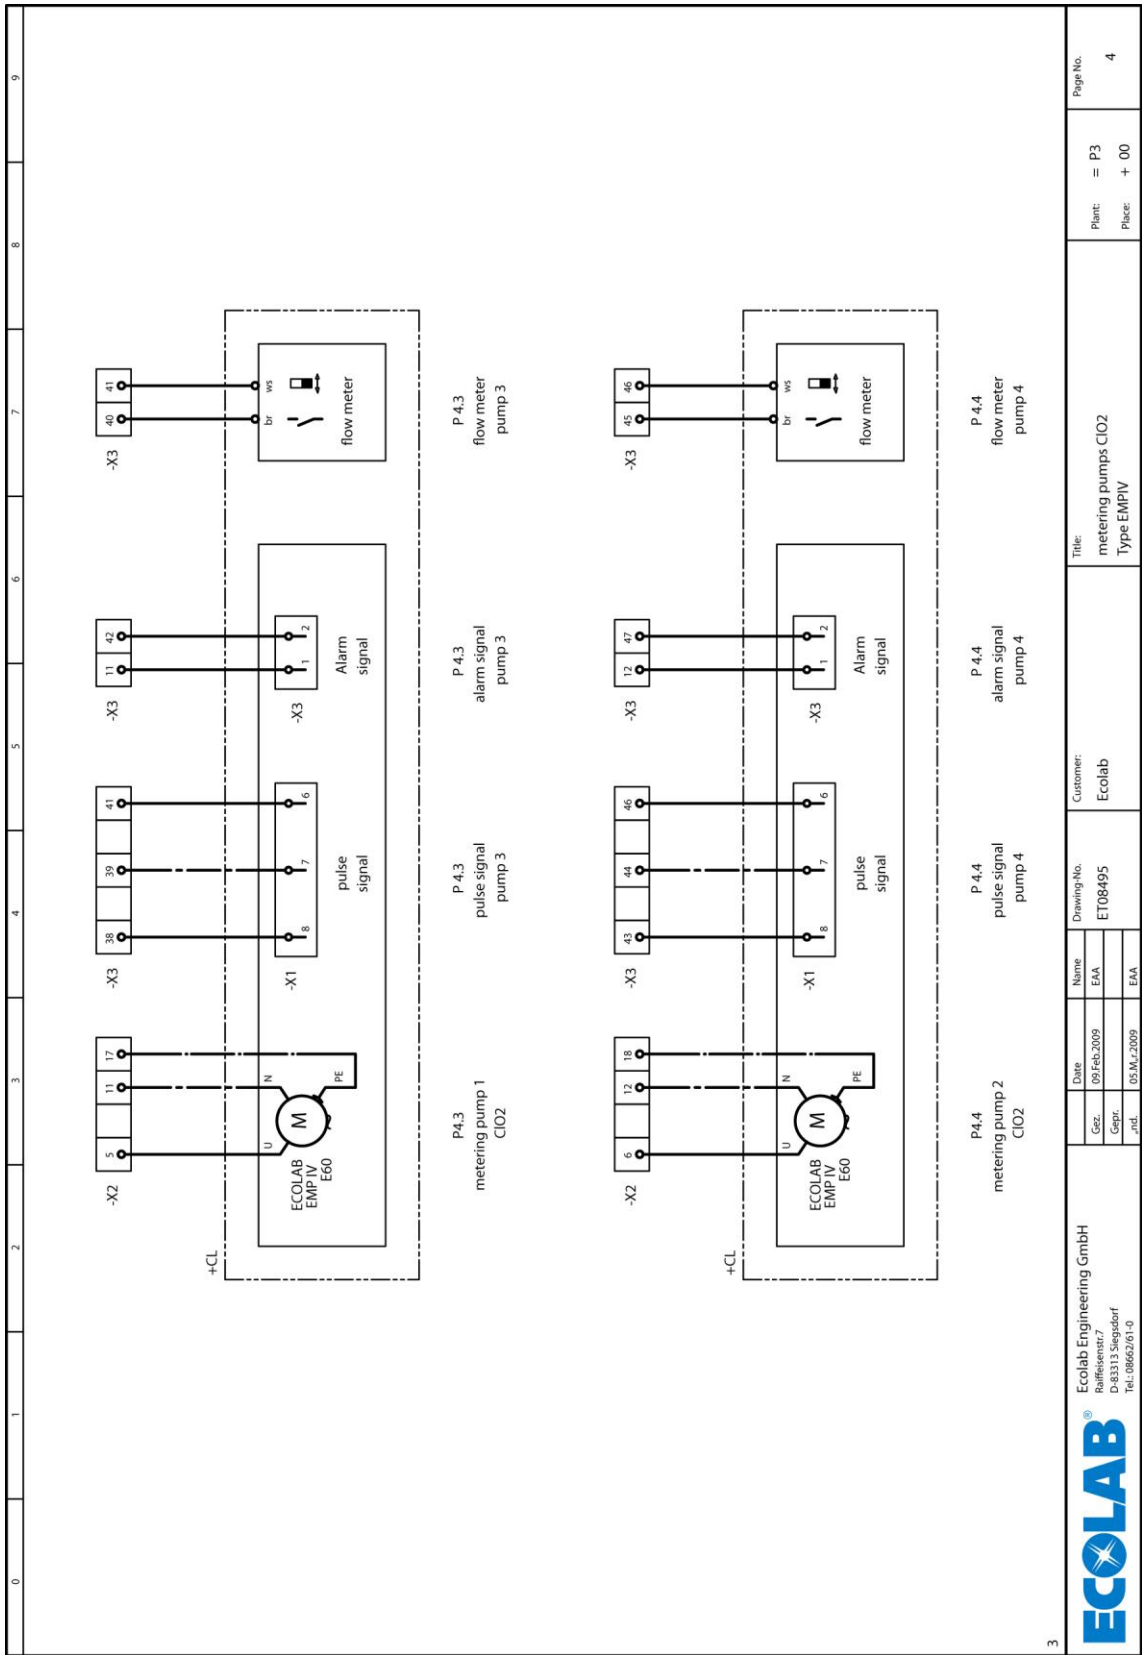 0 1 2 3 4 5 6 7 8 9
-X2 5 11 17
-X3 38 39 41
-X3 11 42
-X3 40 41
+CL
U N PE
M
ECOLAB
EMP IV
E60
-X1 8 7 6
pulse
signal
-X3 1 2
Alarm
signal
br ws
flow meter
P4.3
metering pump 1
ClO2
P 4.3
pulse signal
pump 3
P 4.3
alarm signal
pump 3
P 4.3
flow meter
pump 3
-X2 6 12 18
-X3 43 44 46
-X3 12 47
-X3 45 46
+CL
U N PE
M
ECOLAB
EMP IV
E60
-X1 8 7 6
pulse
signal
-X3 1 2
Alarm
signal
br ws
flow meter
P4.4
metering pump 2
ClO2
P 4.4
pulse signal
pump 4
P 4.4
alarm signal
pump 4
P 4.4
flow meter
pump 4
3
ECOLAB®
Ecolab Engineering GmbH
Raiffeisenstr.7
D-83313 Siegsdorf
Tel.: 08662/61-0
Date Name
Gez. 09.Feb.2009 EAA
Gepr.
„nd. 05.M„r.2009 EAA
Drawing-No.
ET08495
Customer:
Ecolab
Title:
metering pumps ClO2
Type EMPIV
Plant: = P3
Place: + 00
Page No.
4